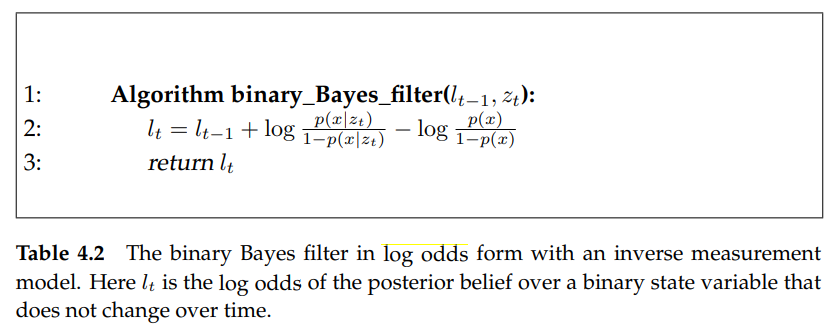 1: Algorithm binary_Bayes_filter(l_{t−1}, z_t):
2: l_t = l_{t−1} + log \frac{p(x|z_t)}{1−p(x|z_t)} − log \frac{p(x)}{1−p(x)}
3: return l_t
Table 4.2 The binary Bayes filter in log odds form with an inverse measurement
model. Here l_t is the log odds of the posterior belief over a binary state variable that
does not change over time.